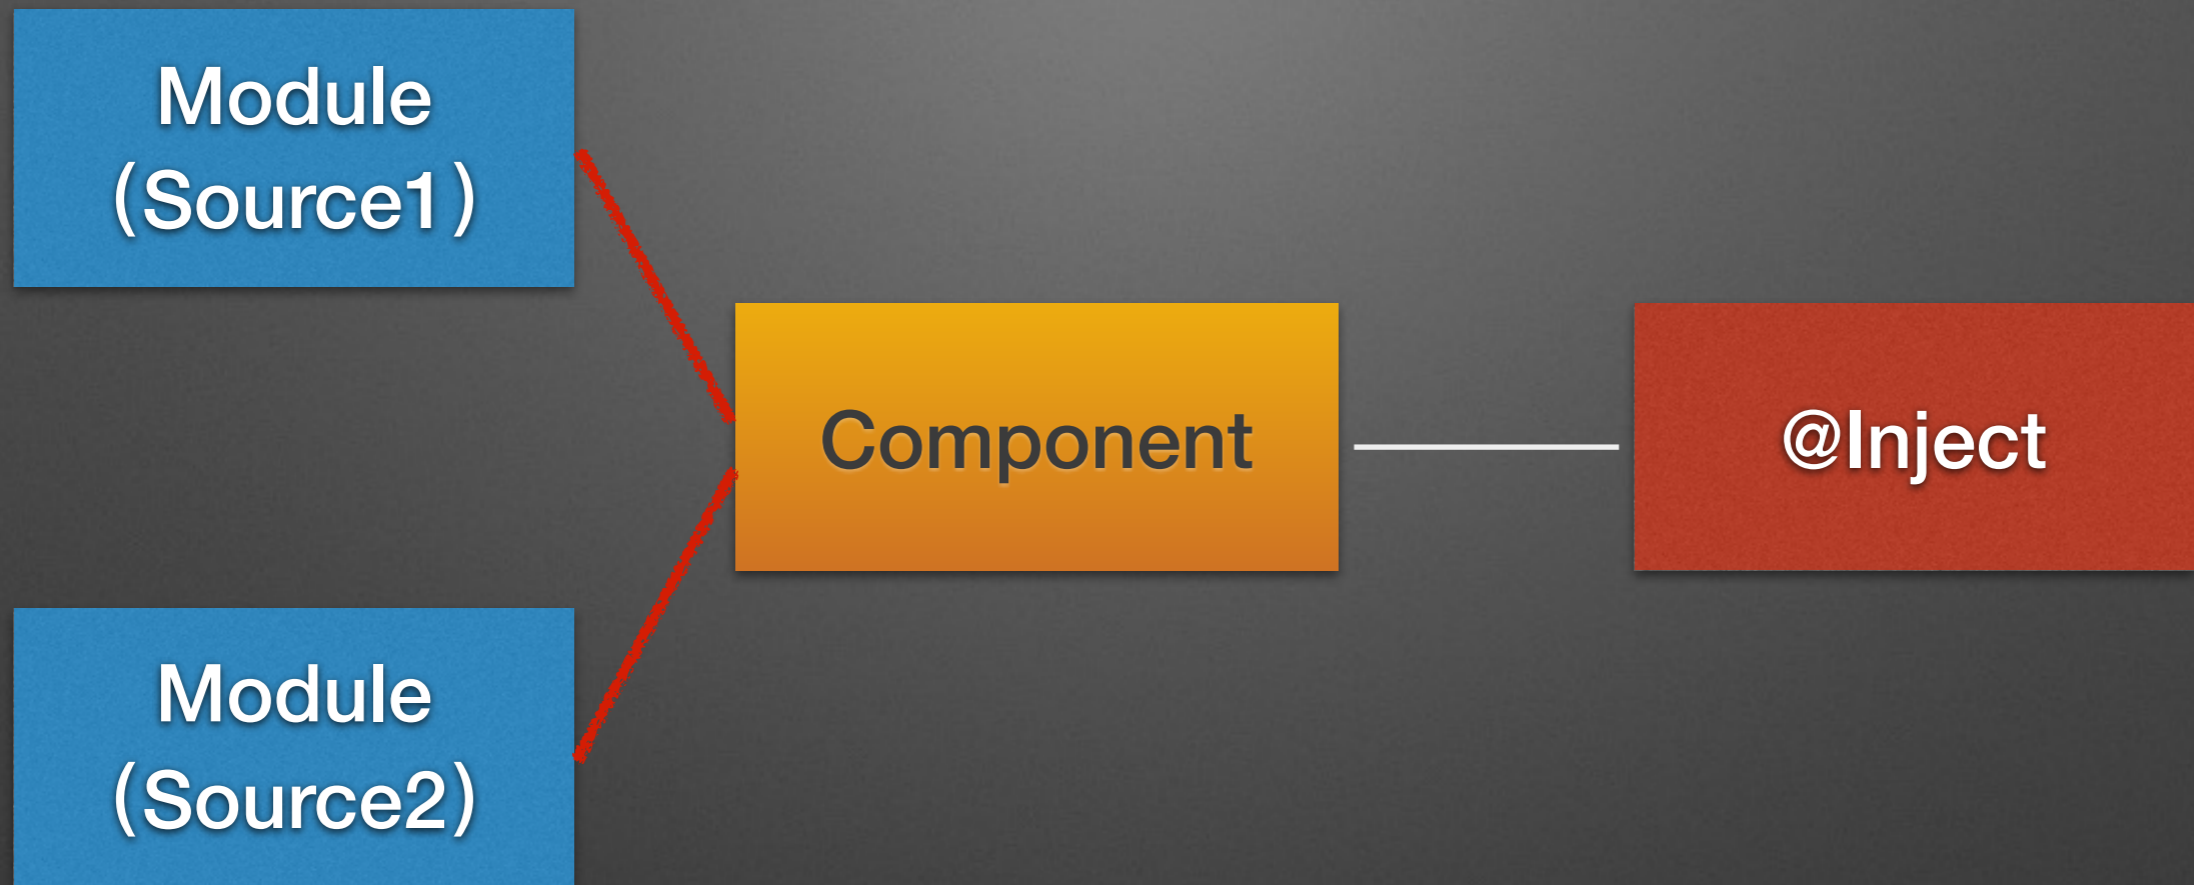 Module
(Source1)
Component
@Inject
Module
(Source2)